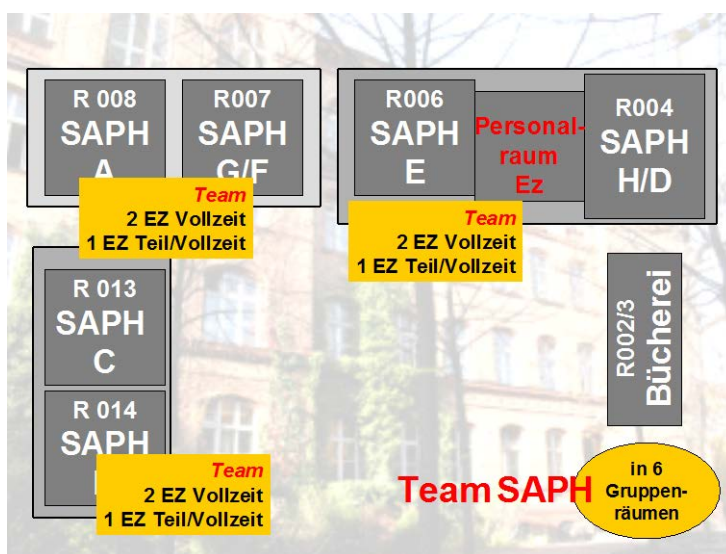 R 008
SAPH
A
R007
SAPH
G/F
Team
2 EZ Vollzeit
1 EZ Teil/Vollzeit
R006
SAPH
E
Personal-
raum
Ez
R004
SAPH
H/D
Team
2 EZ Vollzeit
1 EZ Teil/Vollzeit
R 013
SAPH
C
R 014
SAPH
Team
2 EZ Vollzeit
1 EZ Teil/Vollzeit
R002/3
Bücherei
Team SAPH
in 6
Gruppen-
räumen